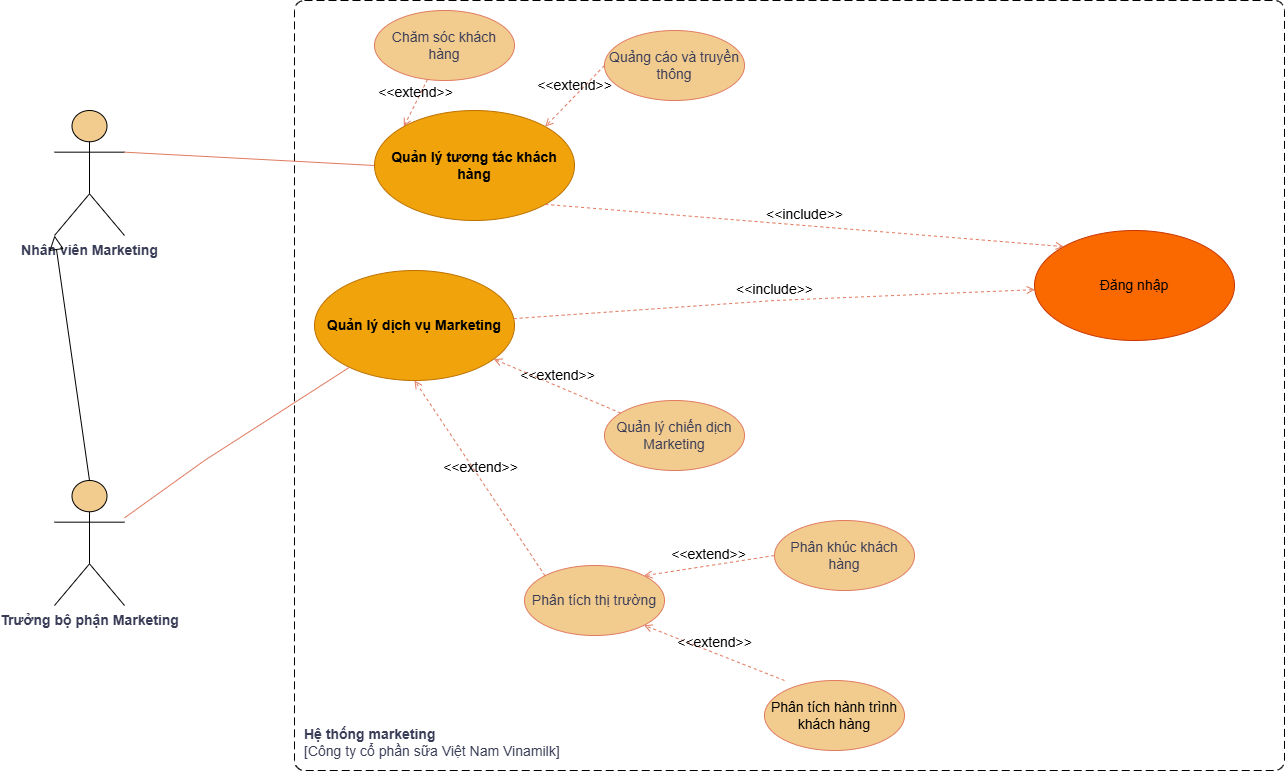 Chăm sóc khách
hàng
Quảng cáo và truyền
thông
<<extend>>
<<extend>>
Quản lý tương tác khách
hàng
<<include>>
Nhân viên Marketing
Đăng nhập
<<include>>
Quản lý dịch vụ Marketing
<<extend>>
Quản lý chiến dịch
Marketing
<<extend>>
Phân khúc khách
hàng
<<extend>>
Phân tích thị trường
Trưởng bộ phận Marketing
<<extend>>
Phân tích hành trình
khách hàng
Hệ thống marketing
[Công ty cổ phần sữa Việt Nam Vinamilk]